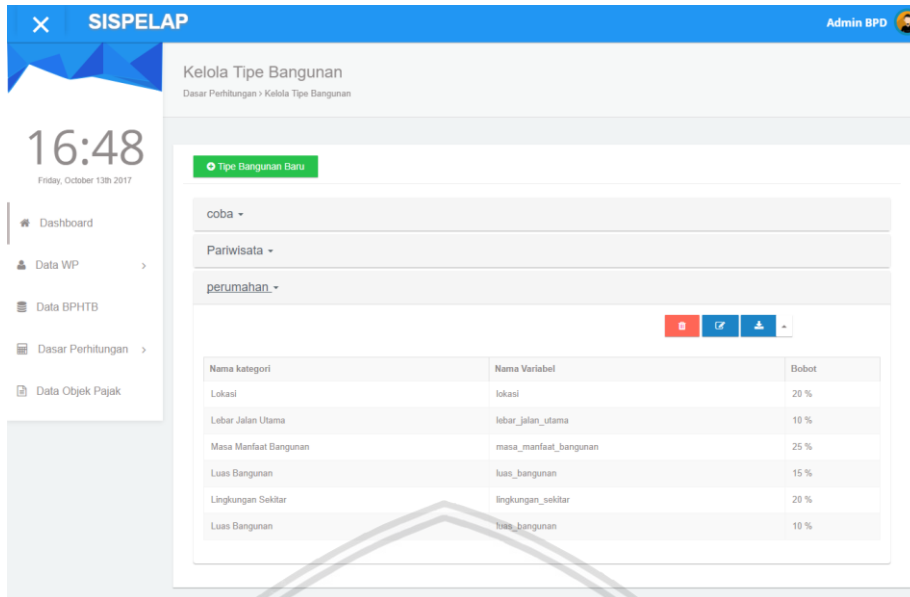 SISPELAP
Admin BPD
Kelola Tipe Bangunan
Dasar Perhitungan > Kelola Tipe Bangunan
16:48
Friday, October 13th 2017
Dashboard
Data WP
Data BPHTB
Dasar Perhitungan
Data Objek Pajak
Tipe Bangunan Baru
coba
Pariwisata
perumahan
Nama kategori Nama Variabel Bobot
Lokasi lokasi 20 %
Lebar Jalan Utama lebar_jalan_utama 10 %
Masa Manfaat Bangunan masa_manfaat_bangunan 25 %
Luas Bangunan luas_bangunan 15 %
Lingkungan Sekitar lingkungan_sekitar 20 %
Luas Bangunan luas_bangunan 10 %